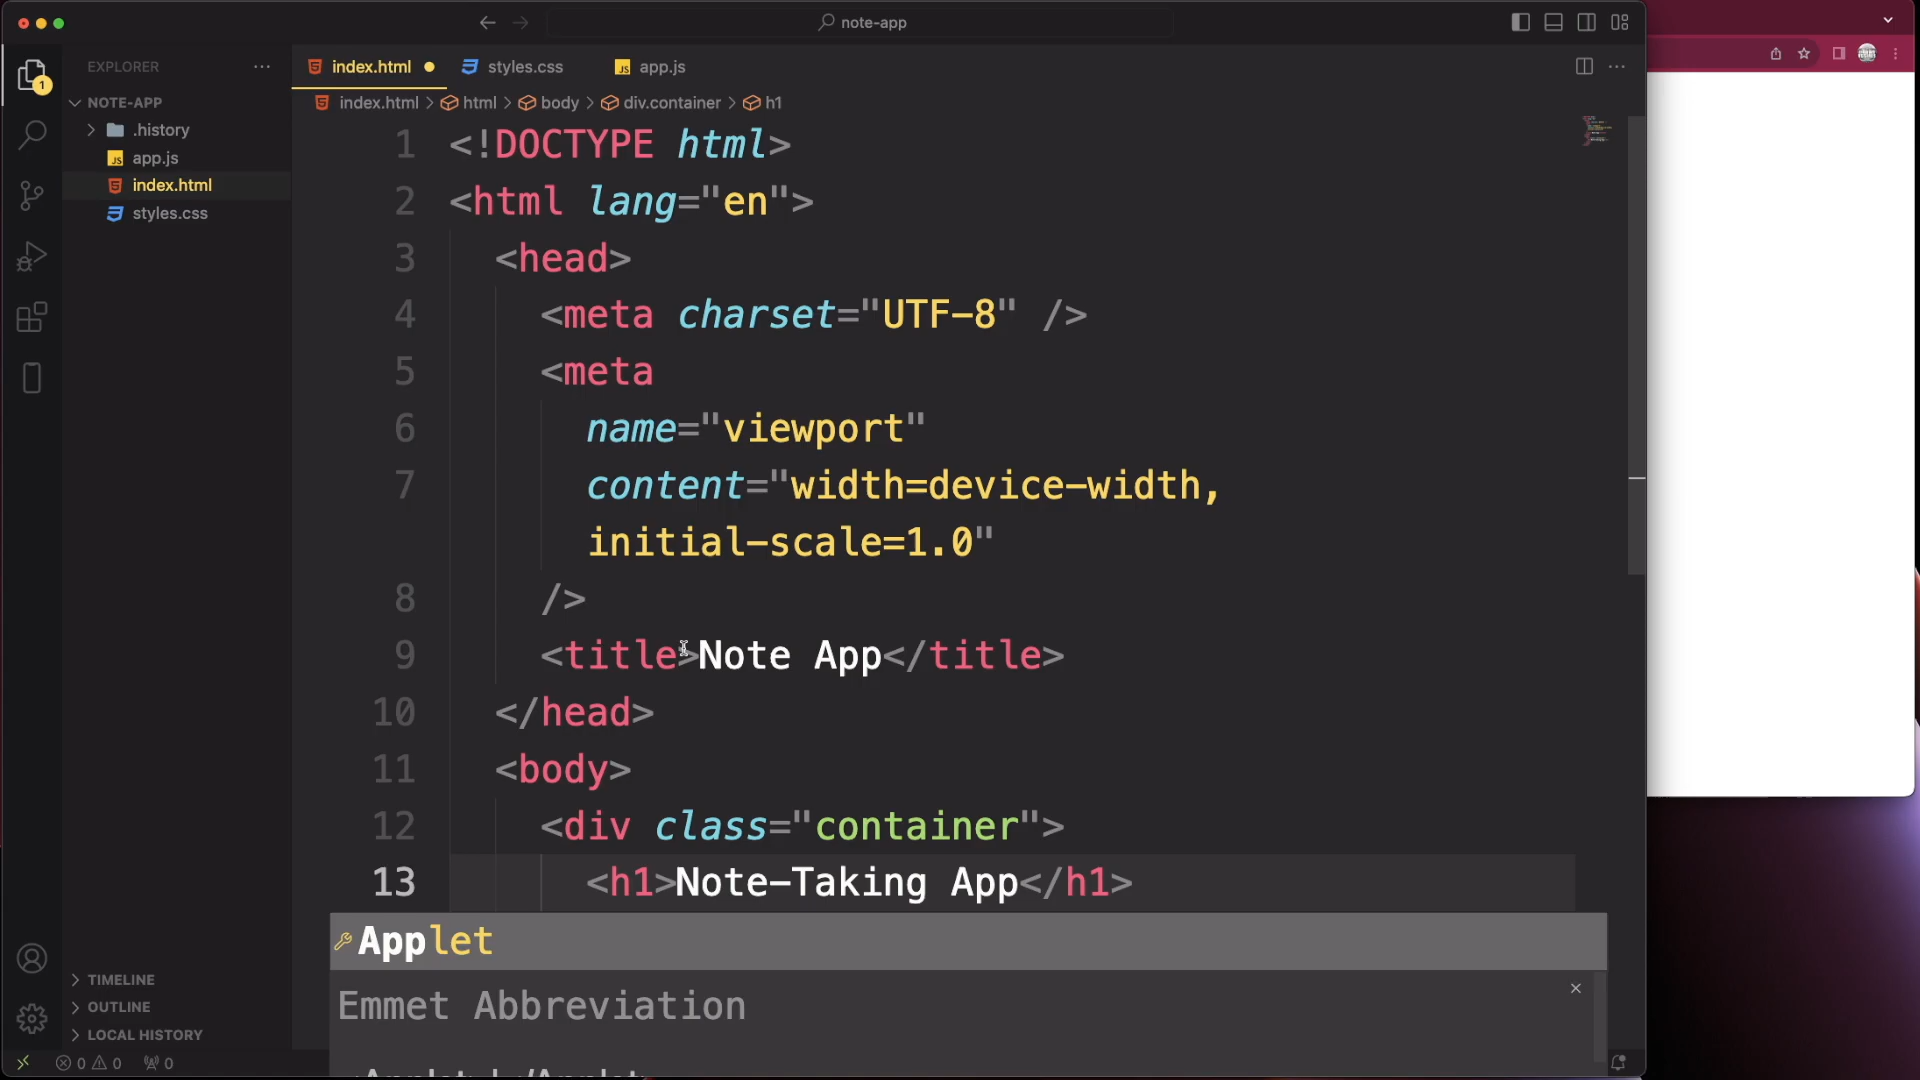 note-app
EXPLORER
NOTE-APP
.history
JS app.js
index.html
styles.css
TIMELINE
OUTLINE
LOCAL HISTORY
0 0 0
1
index.html
styles.css
JS app.js
index.html > html > body > div.container > h1
1 <!DOCTYPE html>
2 <html lang="en">
3 <head>
4 <meta charset="UTF-8" />
5 <meta
6 name="viewport"
7 content="width=device-width,
initial-scale=1.0"
8 />
9 <title>Note App</title>
10 </head>
11 <body>
12 <div class="container">
13 <h1>Note-Taking App</h1>
Applet
Emmet Abbreviation